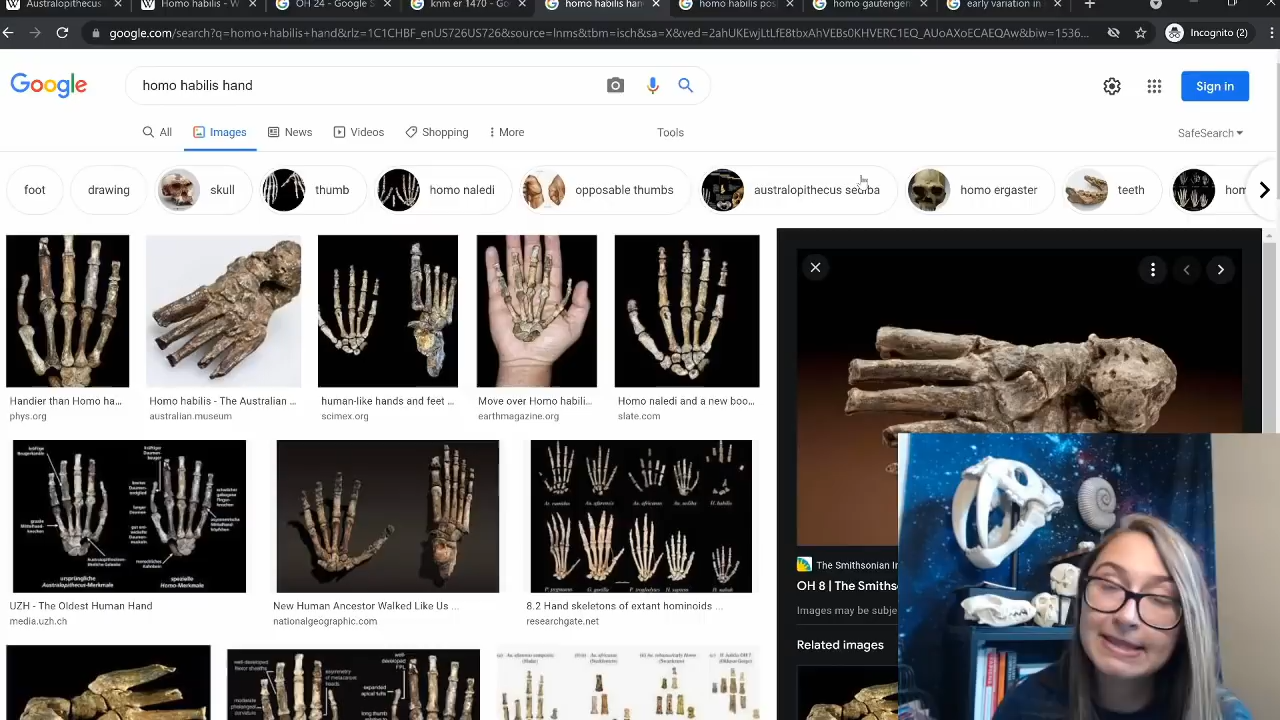 Australopithecus
Homo habilis - W
OH 24 - Google S
knm er 1470 - Go
homo habilis han
homo habilis pos
homo gautengen
early variation in
google.com/search?q=homo+habilis+hand&rlz=1C1CHBF_enUS726US726&source=lnms&tbm=isch&sa=X&ved=2ahUKEwjLtLfE8tbxAhVEBs0KHVERC1EQ_AUoAXoECAEQAw&biw=1536...
Incognito (2)
Google
homo habilis hand
Sign in
All
Images
News
Videos
Shopping
More
Tools
SafeSearch
foot
drawing
skull
thumb
homo naledi
opposable thumbs
australopithecus sediba
homo ergaster
teeth
hom
Handier than Homo ha...
phys.org
Homo habilis - The Australian ...
australian.museum
human-like hands and feet ...
scimex.org
Move over Homo habili...
earthmagazine.org
Homo naledi and a new boo...
slate.com
ursprüngliche
Australopithecus-Merkmale
spezielle
Homo-Merkmale
UZH - The Oldest Human Hand
media.uzh.ch
New Human Ancestor Walked Like Us ...
nationalgeographic.com
8.2 Hand skeletons of extant hominoids ...
researchgate.net
The Smithsonian In
OH 8 | The Smiths
Images may be subje
Related images